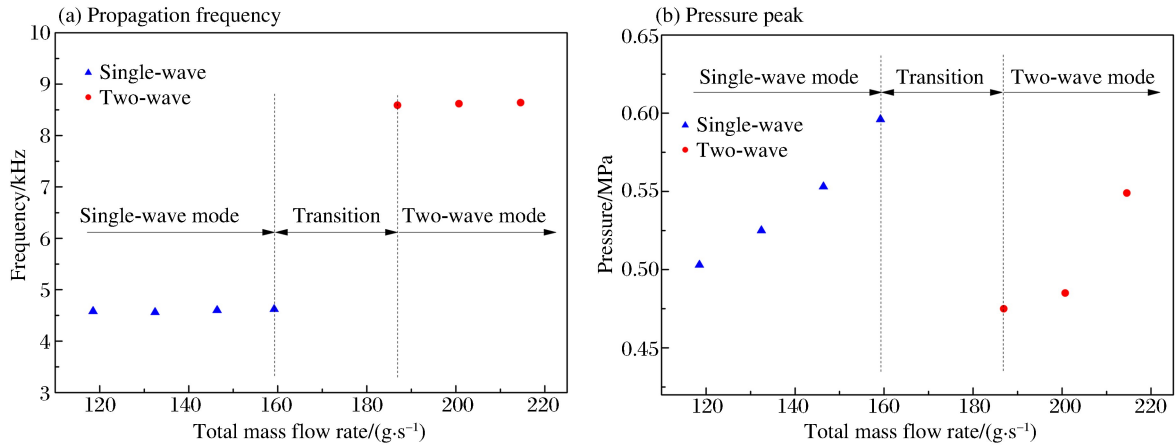 (a) Propagation frequency
10
9
8
7
6
5
4
3
Frequency/kHz
Single-wave
Two-wave
Single-wave mode
Transition
Two-wave mode
120 140 160 180 200 220
Total mass flow rate/(g·s⁻¹)
(b) Pressure peak
0.65
0.60
0.55
0.50
0.45
Pressure/MPa
Single-wave mode
Transition
Two-wave mode
Single-wave
Two-wave
120 140 160 180 200 220
Total mass flow rate/(g·s⁻¹)